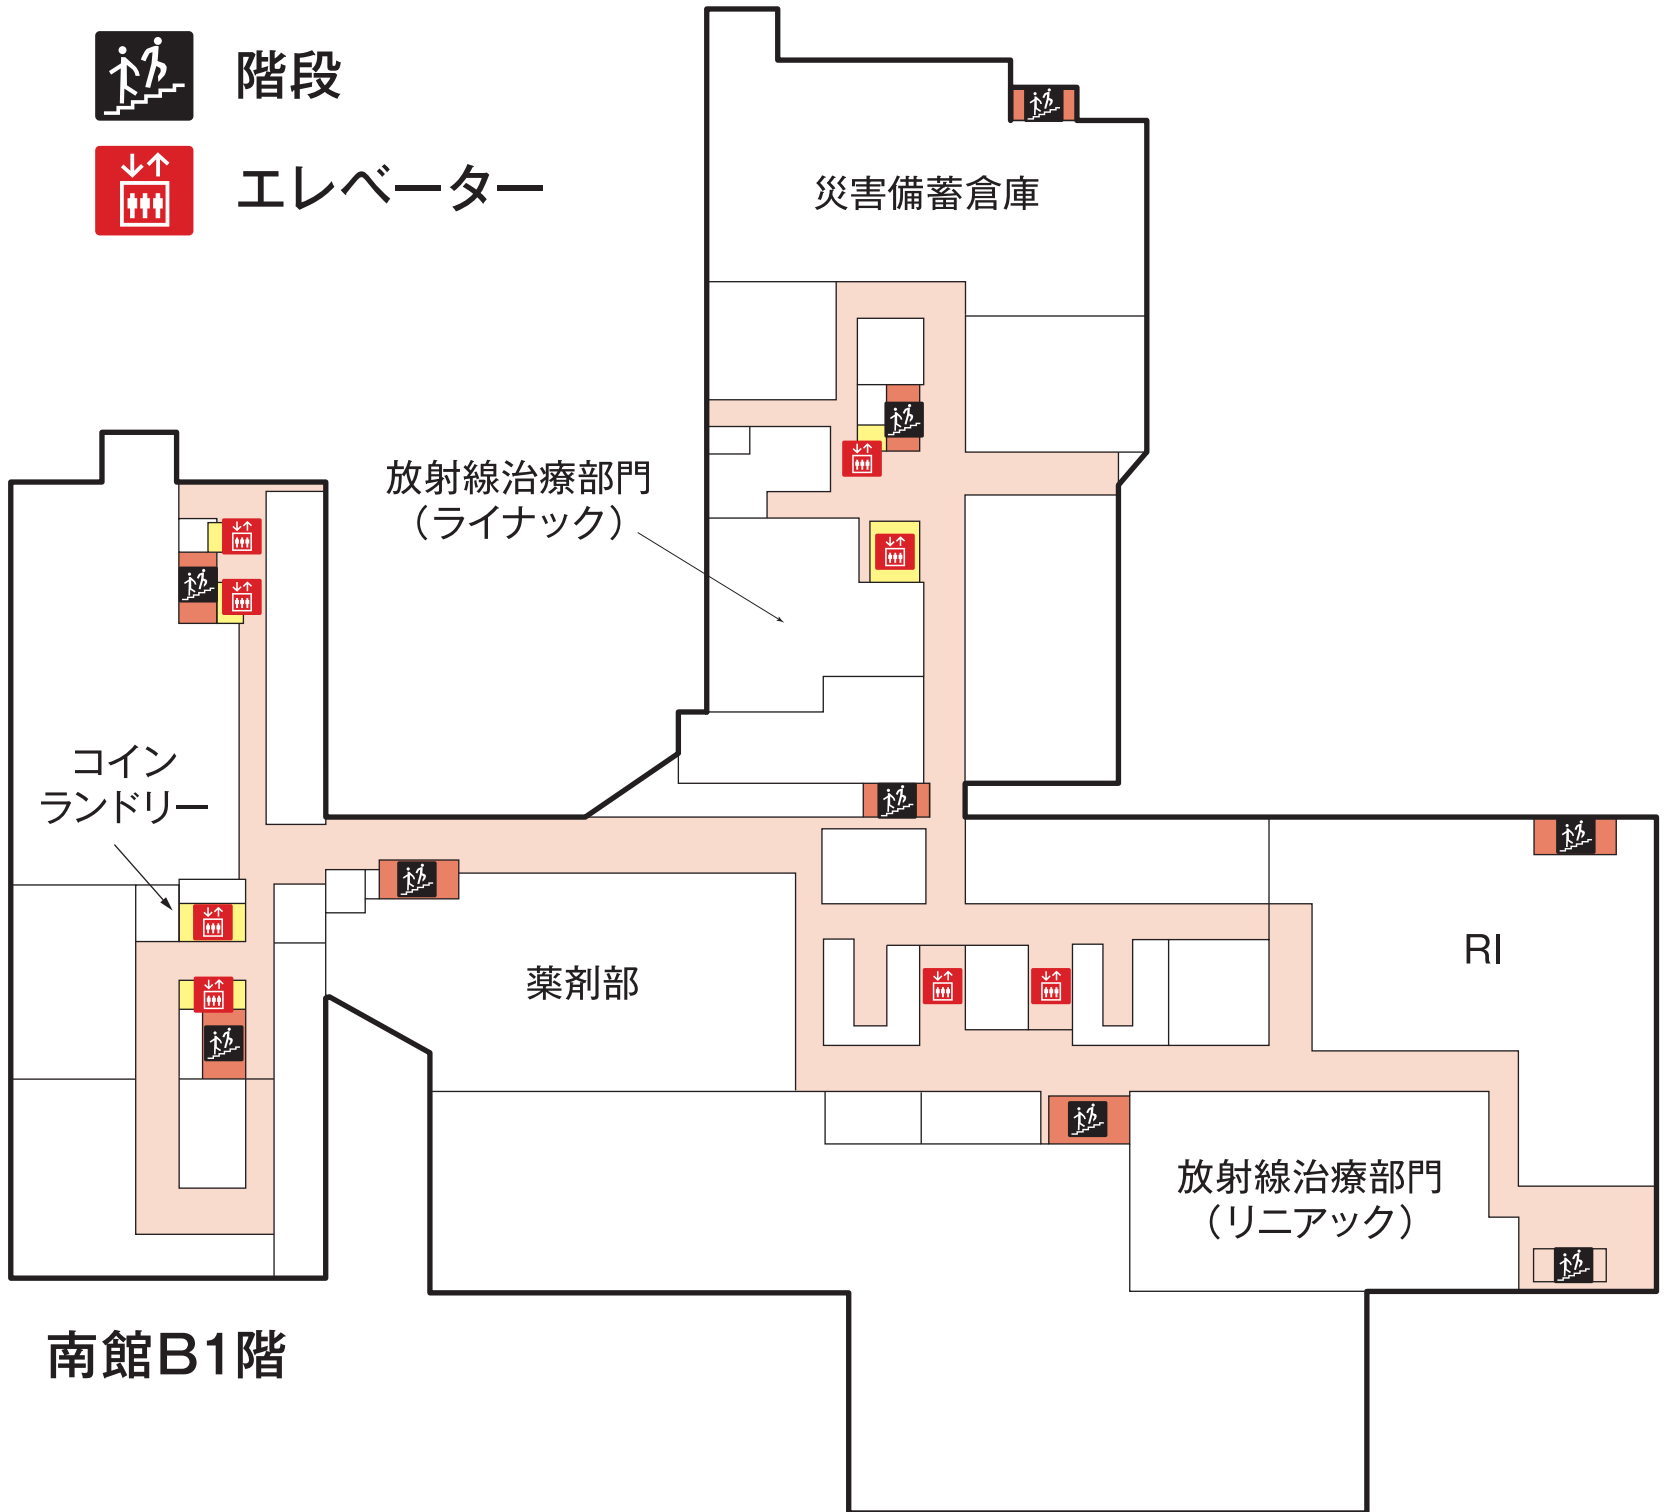 階段
エレベーター
災害備蓄倉庫
放射線治療部門
（ライナック）
コイン
ランドリー
薬剤部
RI
放射線治療部門
（リニアック）
南館B1階